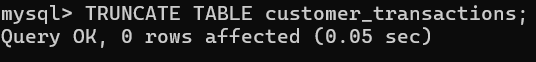 mysql> TRUNCATE TABLE customer_transactions;
Query OK, 0 rows affected (0.05 sec)